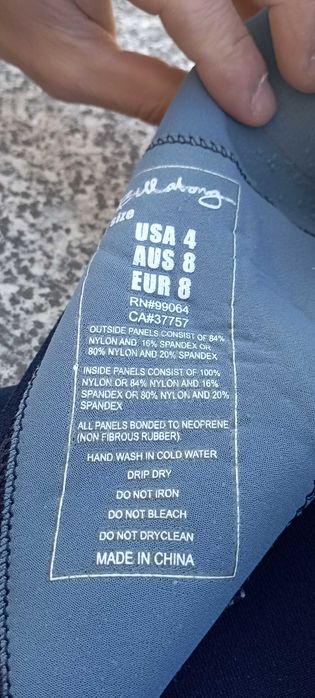 Billabong
size
USA 4
AUS 8
EUR 8
RN#99064
CA#37757
OUTSIDE PANELS CONSIST OF 84%
NYLON AND 16% SPANDEX OR
80% NYLON AND 20% SPANDEX
INSIDE PANELS CONSIST OF 100%
NYLON OR 84% NYLON AND 16%
SPANDEX OR 80% NYLON AND 20%
SPANDEX
ALL PANELS BONDED TO NEOPRENE
(NON FIBROUS RUBBER)
HAND WASH IN COLD WATER
DRIP DRY
DO NOT IRON
DO NOT BLEACH
DO NOT DRYCLEAN
MADE IN CHINA